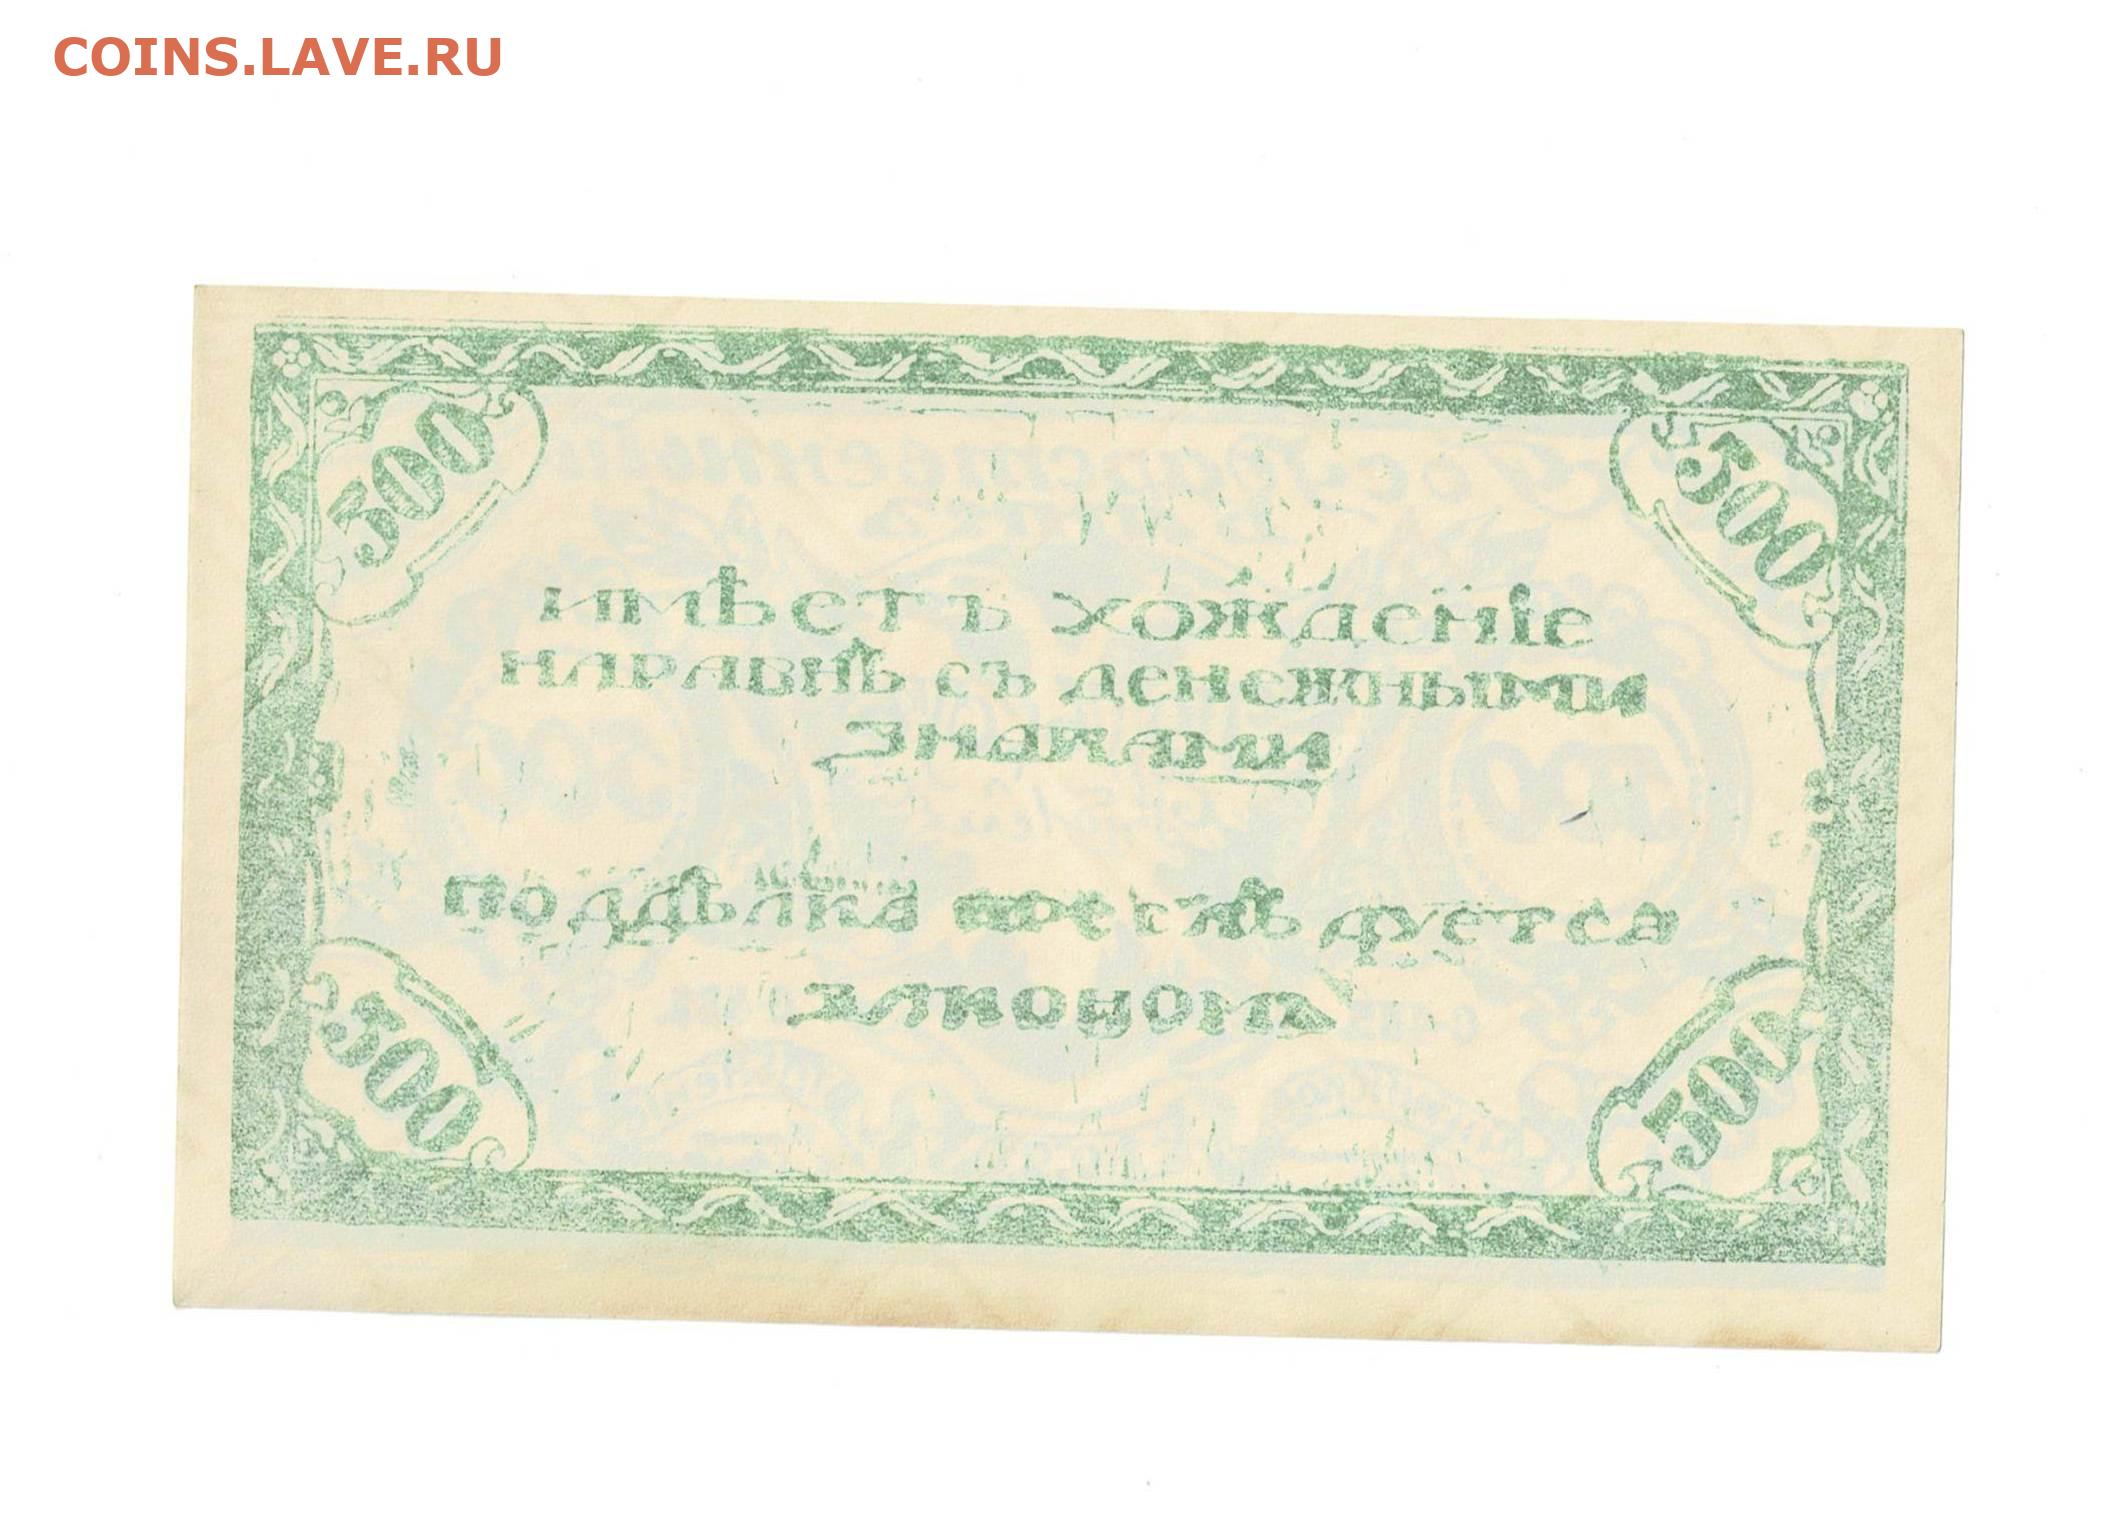 COINS.LAVE.RU
500
500
имѣетъ хожденіе
наравнѣ съ денежными
знаками
поддѣлка преслѣдуется
закономъ
500
500